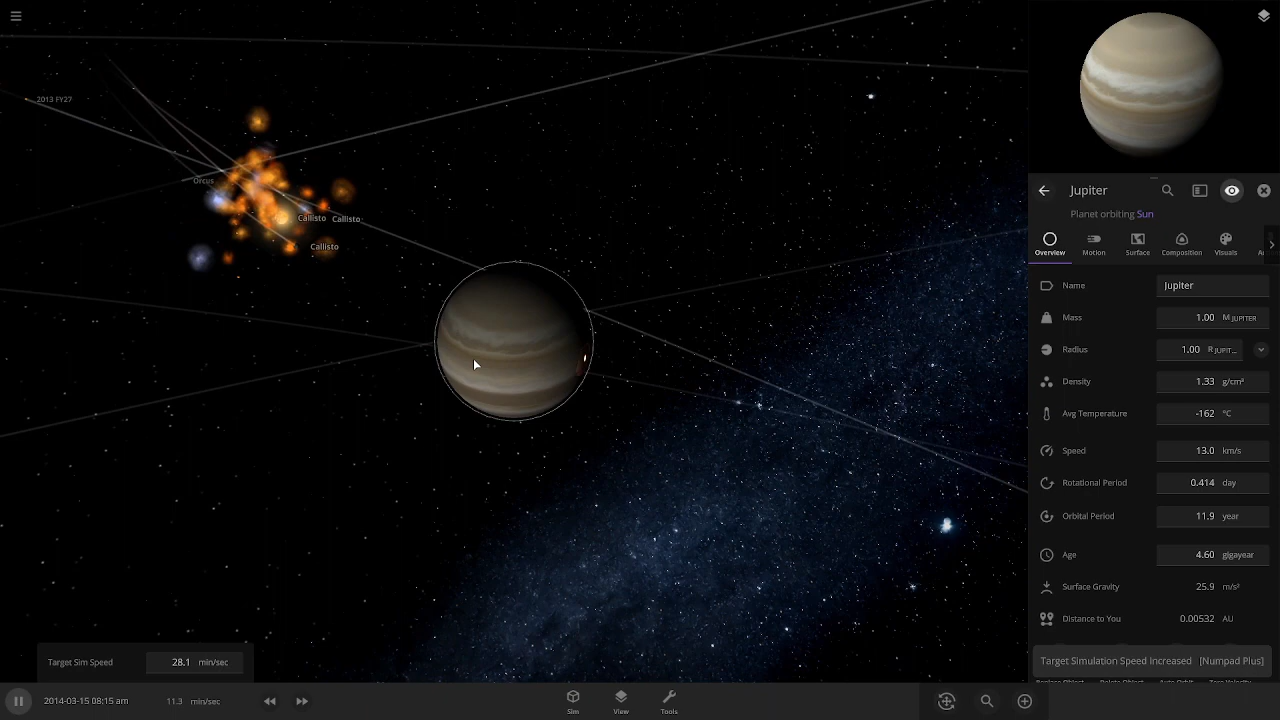 2013 FY27
Orcus
Callisto Callisto
Callisto
Target Sim Speed 28.1 min/sec
2014-03-15 08:15 am 11.3 min/sec
Sim View Tools
Jupiter
Planet orbiting Sun
Overview Motion Surface Composition Visuals
Name Jupiter
Mass 1.00 M JUPITER
Radius 1.00 R JUPIT...
Density 1.33 g/cm³
Avg Temperature -162 °C
Speed 13.0 km/s
Rotational Period 0.414 day
Orbital Period 11.9 year
Age 4.60 gigayear
Surface Gravity 25.9 m/s²
Distance to You 0.00532 AU
Target Simulation Speed Increased [Numpad Plus]